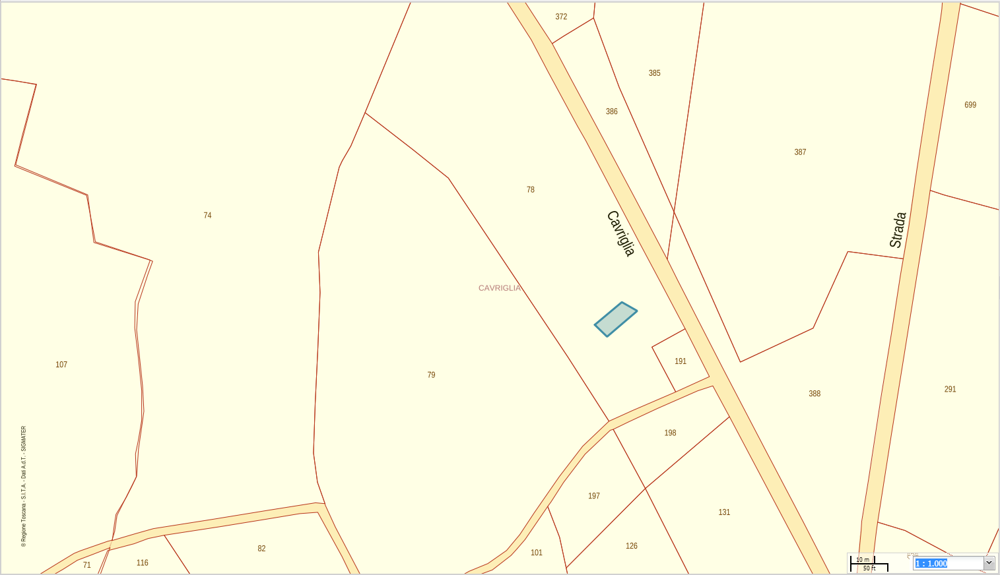 372
385
699
386
387
78
74
Strada
Cavriglia
CAVRIGLIA
107
191
79
291
388
198
® Regione Toscana - S.I.T.A. - Dati A.d.T. - SIGMATER
197
131
82
126
101
116
71
10 m
50 ft
1 : 1.000